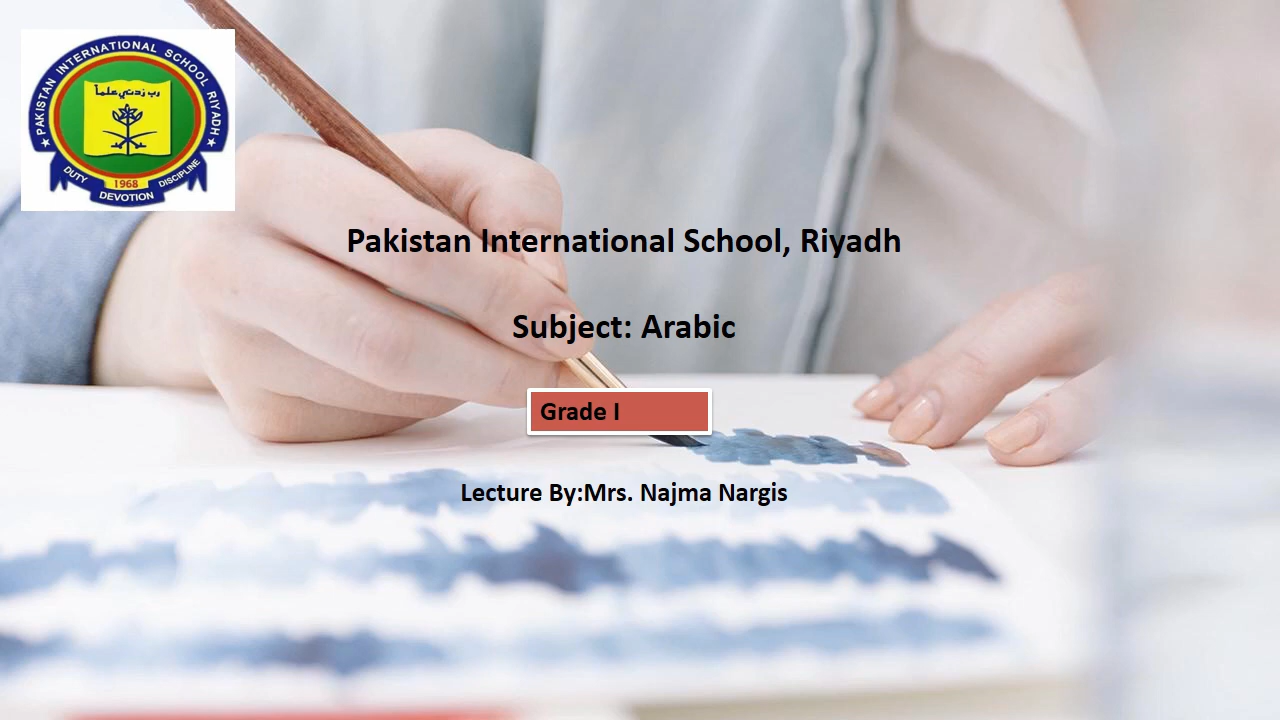 PAKISTAN INTERNATIONAL SCHOOL RIYADH
رب زدني علماً
1968
DUTY DEVOTION DISCIPLINE
Pakistan International School, Riyadh
Subject: Arabic
Grade I
Lecture By:Mrs. Najma Nargis